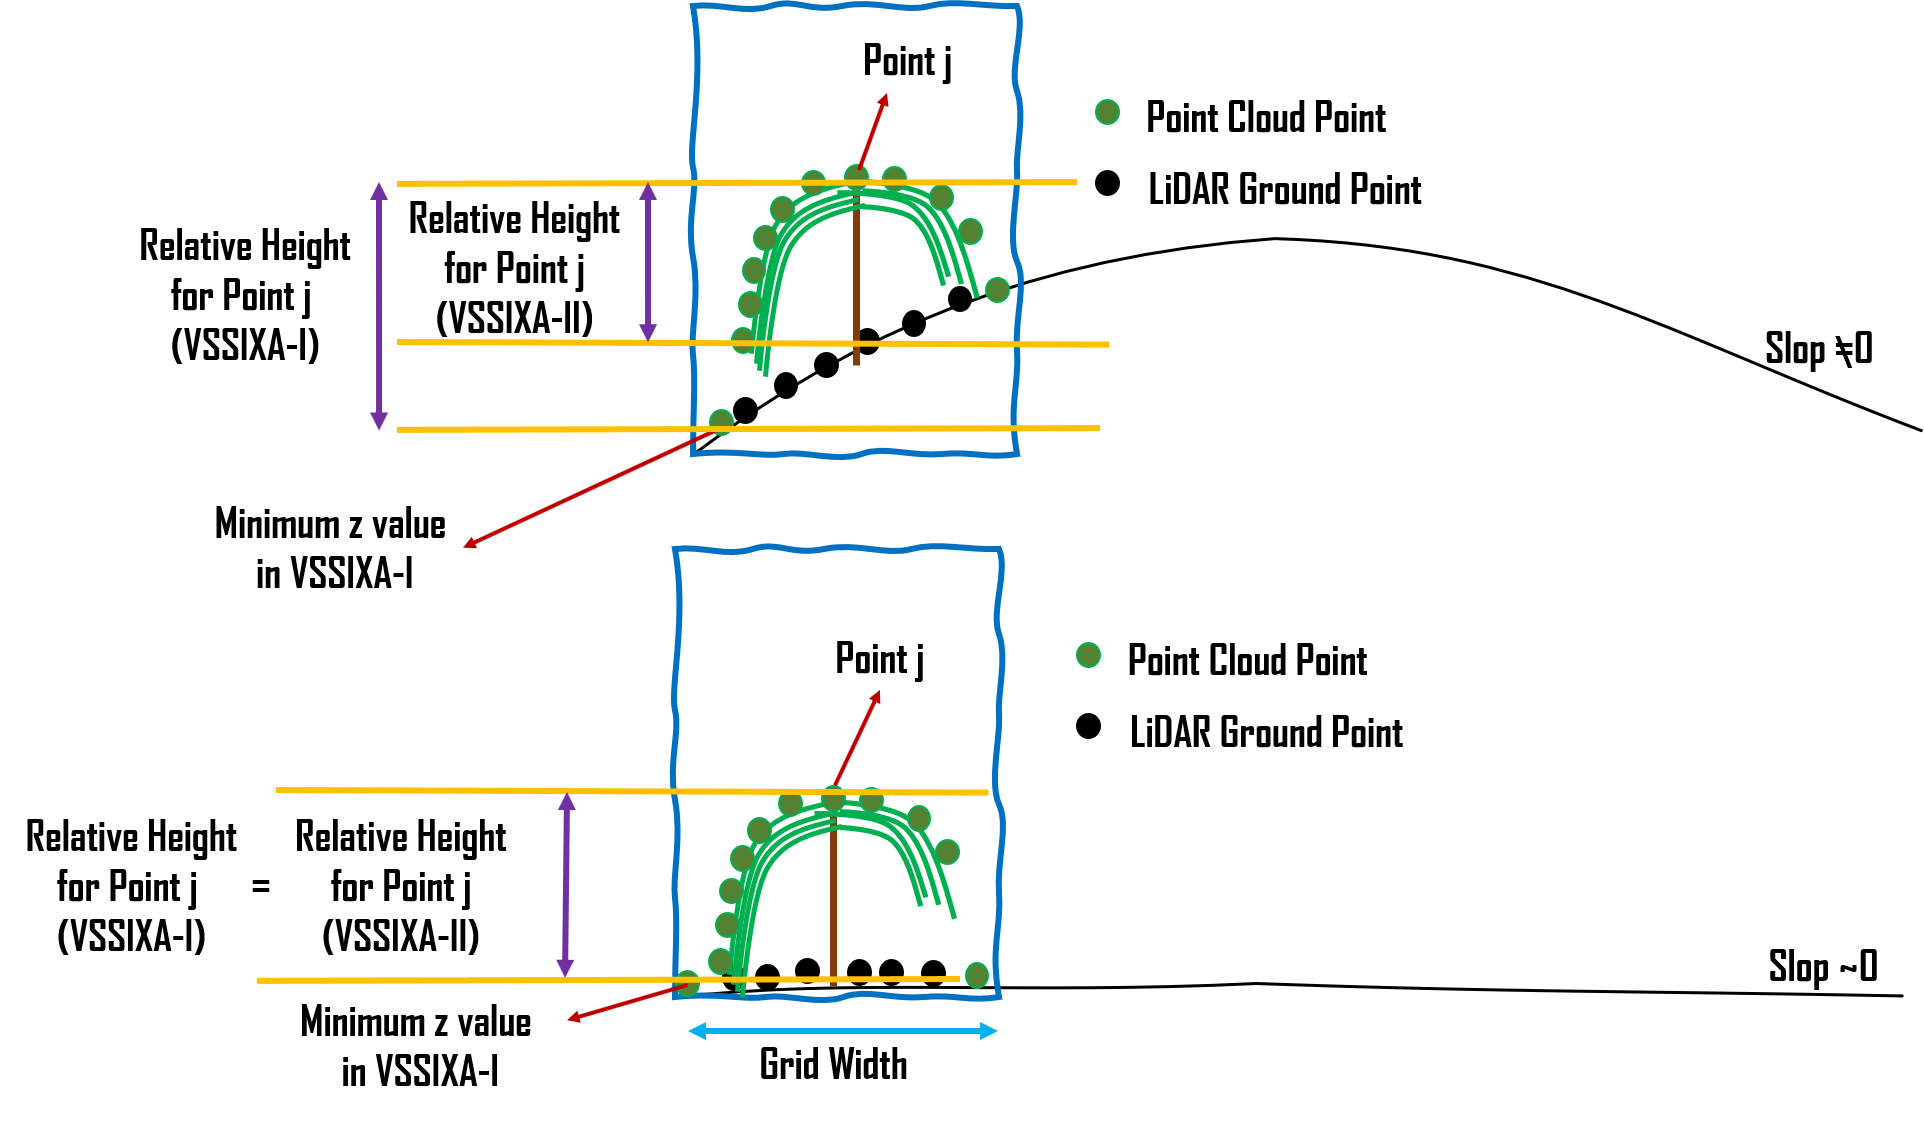 Point j
Point Cloud Point
LiDAR Ground Point
Relative Height
for Point j
(VSSIXA-I)
Relative Height
for Point j
(VSSIXA-II)
Slop ≠0
Minimum z value
in VSSIXA-I
Point j
Point Cloud Point
LiDAR Ground Point
Relative Height
for Point j
(VSSIXA-I)
=
Relative Height
for Point j
(VSSIXA-II)
Slop ~0
Minimum z value
in VSSIXA-I
Grid Width